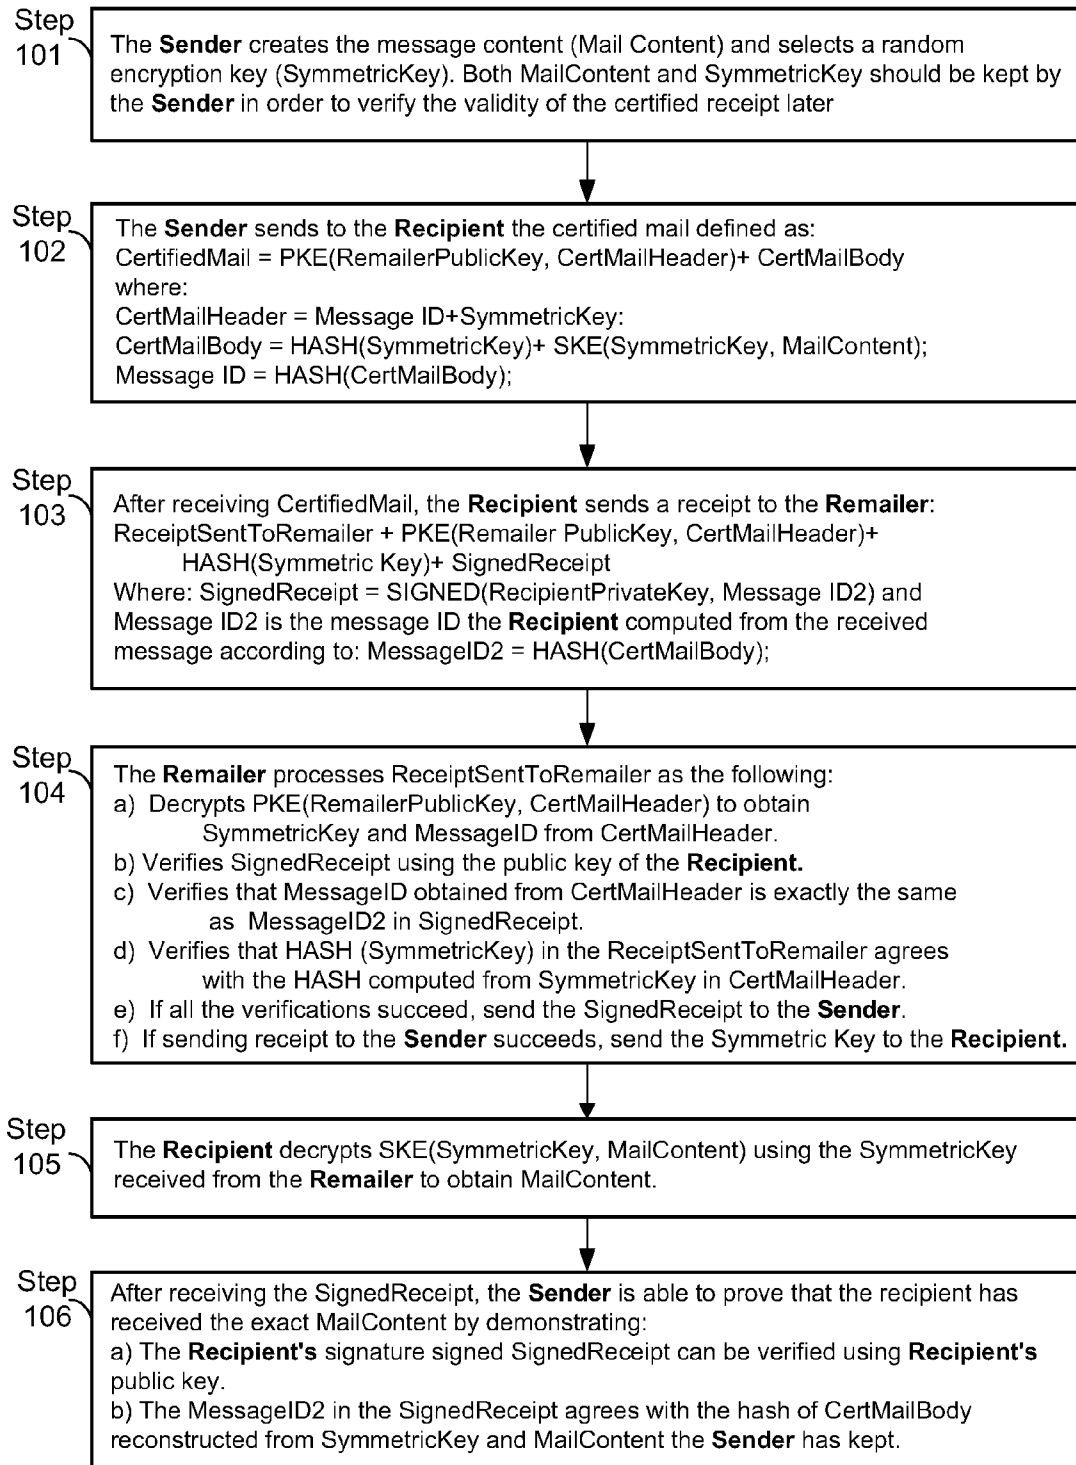 Step
101
The Sender creates the message content (Mail Content) and selects a random
encryption key (SymmetricKey). Both MailContent and SymmetricKey should be kept by
the Sender in order to verify the validity of the certified receipt later
Step
102
The Sender sends to the Recipient the certified mail defined as:
CertifiedMail = PKE(RemailerPublicKey, CertMailHeader)+ CertMailBody
where:
CertMailHeader = Message ID+SymmetricKey:
CertMailBody = HASH(SymmetricKey)+ SKE(SymmetricKey, MailContent);
Message ID = HASH(CertMailBody);
Step
103
After receiving CertifiedMail, the Recipient sends a receipt to the Remailer:
ReceiptSentToRemailer + PKE(Remailer PublicKey, CertMailHeader)+
HASH(Symmetric Key)+ SignedReceipt
Where: SignedReceipt = SIGNED(RecipientPrivateKey, Message ID2) and
Message ID2 is the message ID the Recipient computed from the received
message according to: MessageID2 = HASH(CertMailBody);
Step
104
The Remailer processes ReceiptSentToRemailer as the following:
a) Decrypts PKE(RemailerPublicKey, CertMailHeader) to obtain
SymmetricKey and MessageID from CertMailHeader.
b) Verifies SignedReceipt using the public key of the Recipient.
c) Verifies that MessageID obtained from CertMailHeader is exactly the same
as MessageID2 in SignedReceipt.
d) Verifies that HASH (SymmetricKey) in the ReceiptSentToRemailer agrees
with the HASH computed from SymmetricKey in CertMailHeader.
e) If all the verifications succeed, send the SignedReceipt to the Sender.
f) If sending receipt to the Sender succeeds, send the Symmetric Key to the Recipient.
Step
105
The Recipient decrypts SKE(SymmetricKey, MailContent) using the SymmetricKey
received from the Remailer to obtain MailContent.
Step
106
After receiving the SignedReceipt, the Sender is able to prove that the recipient has
received the exact MailContent by demonstrating:
a) The Recipient's signature signed SignedReceipt can be verified using Recipient's
public key.
b) The MessageID2 in the SignedReceipt agrees with the hash of CertMailBody
reconstructed from SymmetricKey and MailContent the Sender has kept.